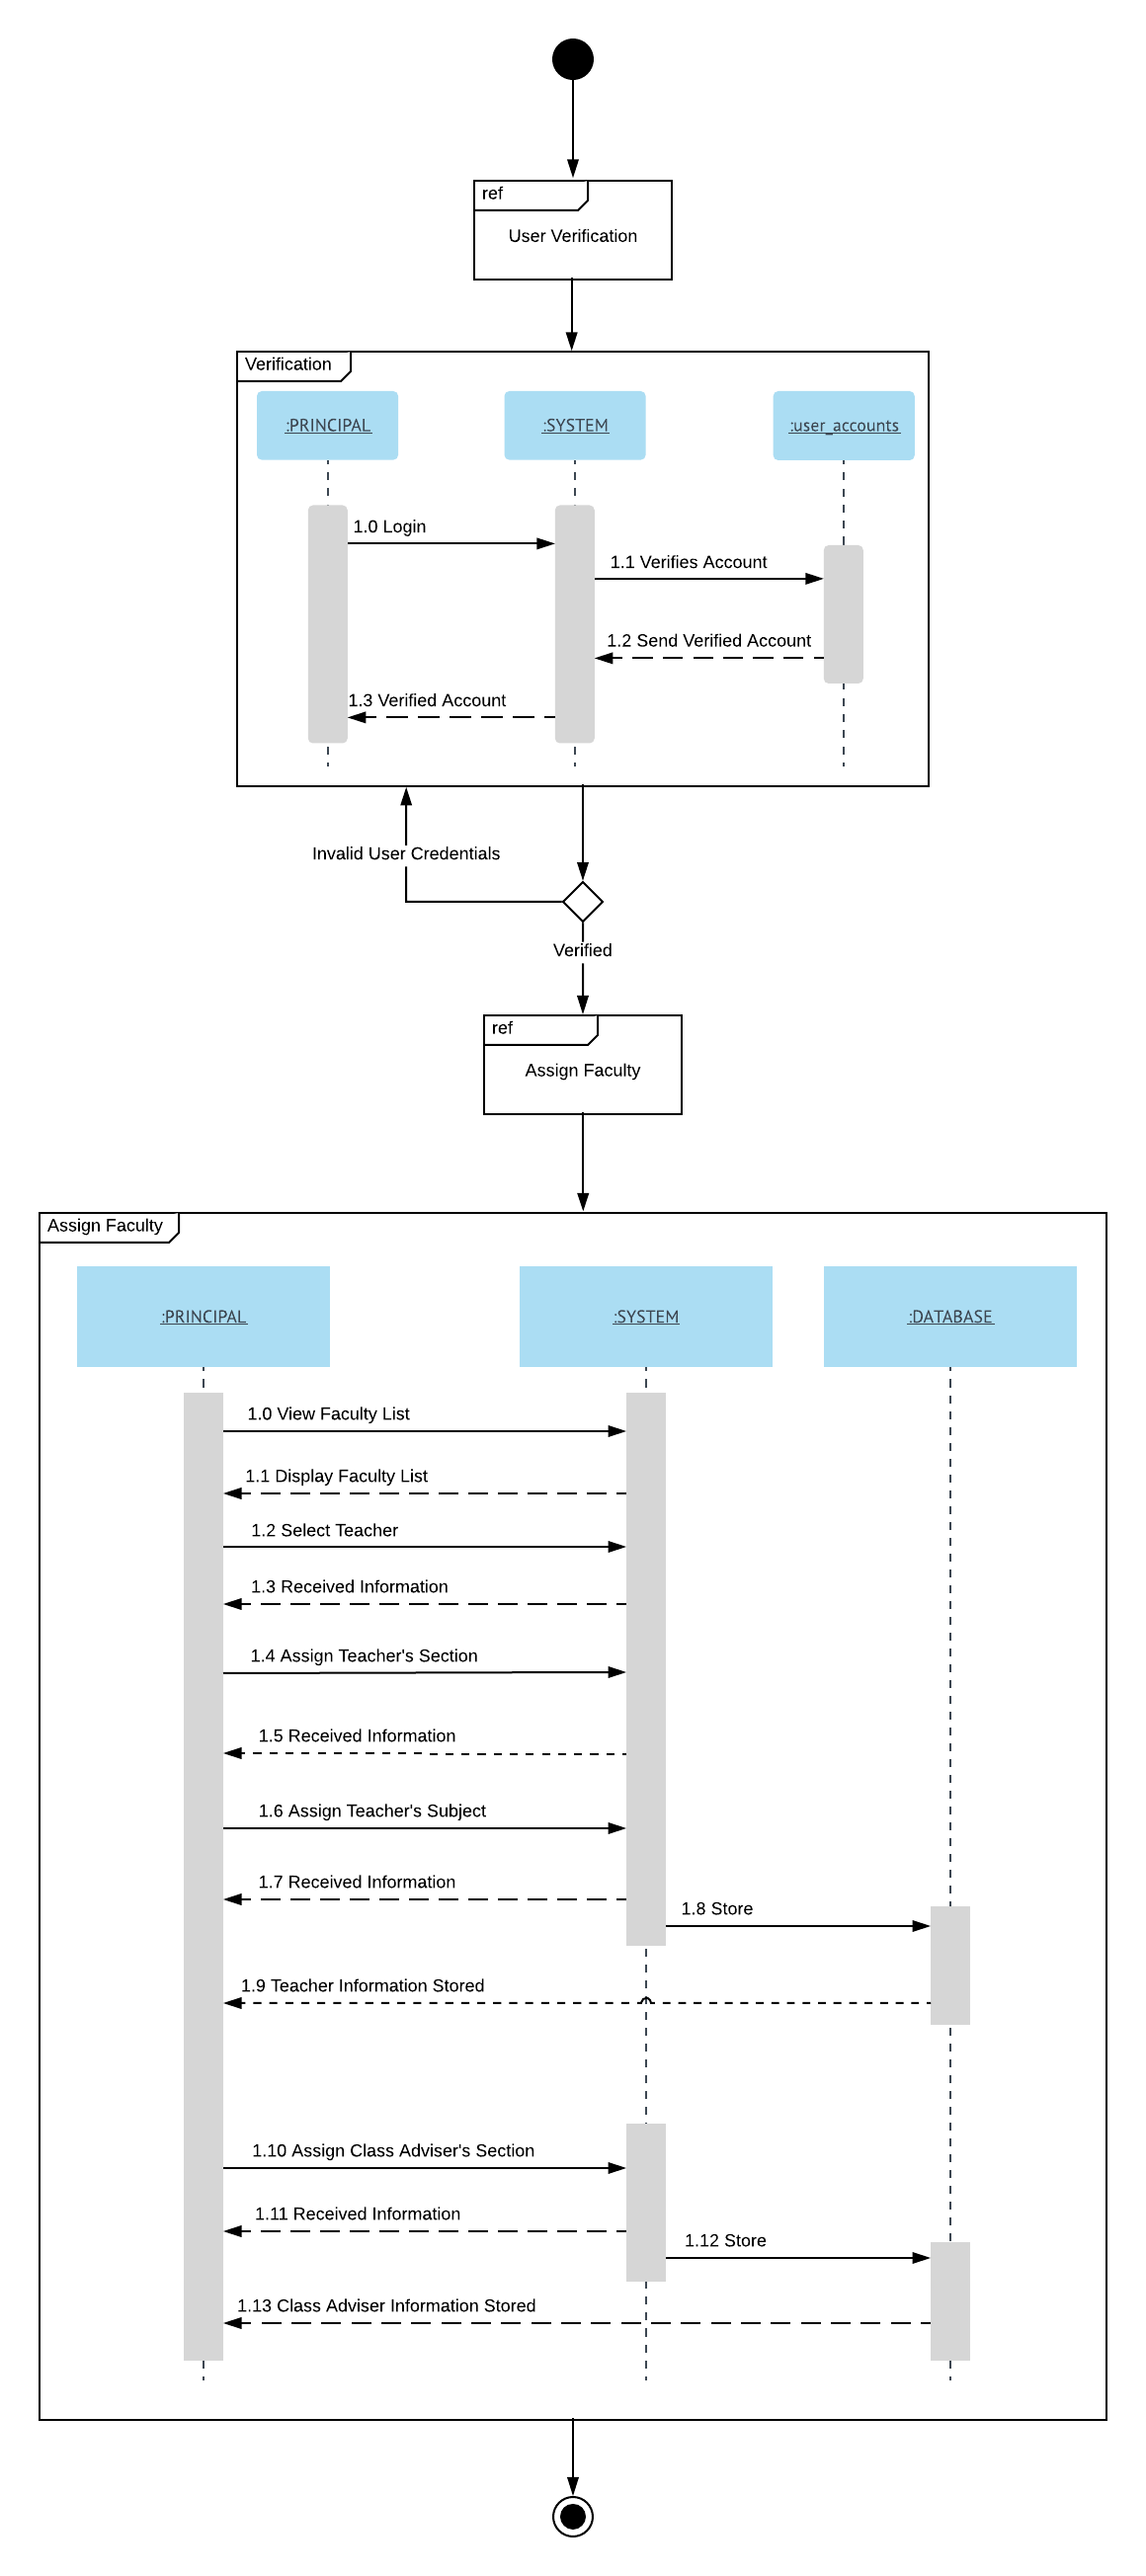 ref
User Verification
Verification
:PRINCIPAL
:SYSTEM
:user_accounts
1.0 Login
1.1 Verifies Account
1.2 Send Verified Account
1.3 Verified Account
Invalid User Credentials
Verified
ref
Assign Faculty
Assign Faculty
:PRINCIPAL
:SYSTEM
:DATABASE
1.0 View Faculty List
1.1 Display Faculty List
1.2 Select Teacher
1.3 Received Information
1.4 Assign Teacher's Section
1.5 Received Information
1.6 Assign Teacher's Subject
1.7 Received Information
1.8 Store
1.9 Teacher Information Stored
1.10 Assign Class Adviser's Section
1.11 Received Information
1.12 Store
1.13 Class Adviser Information Stored